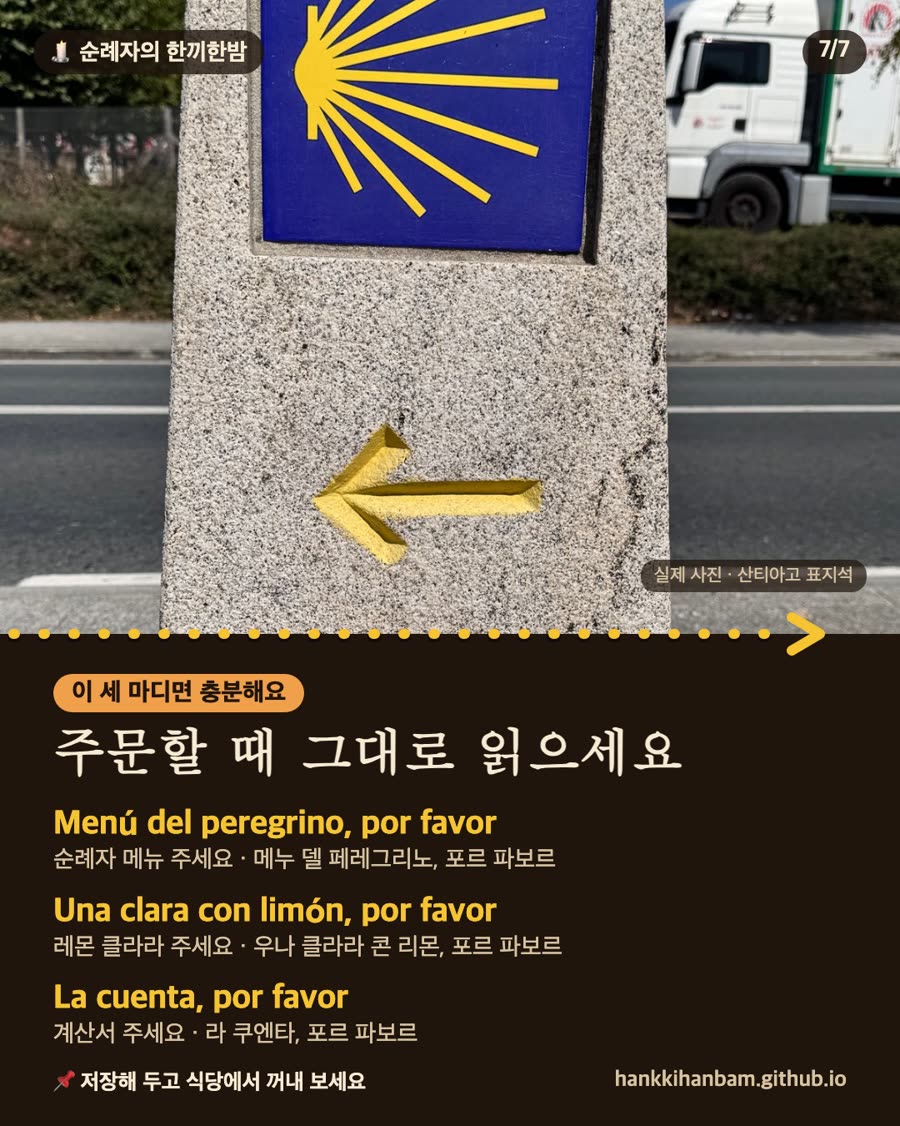 순례자의 한끼한밤
7/7
실제 사진 · 산티아고 표지석
이 세 마디면 충분해요
주문할 때 그대로 읽으세요
Menú del peregrino, por favor
순례자 메뉴 주세요 · 메누 델 페레그리노, 포르 파보르
Una clara con limón, por favor
레몬 클라라 주세요 · 우나 클라라 콘 리몬, 포르 파보르
La cuenta, por favor
계산서 주세요 · 라 쿠엔타, 포르 파보르
저장해 두고 식당에서 꺼내 보세요
hankkihanbam.github.io